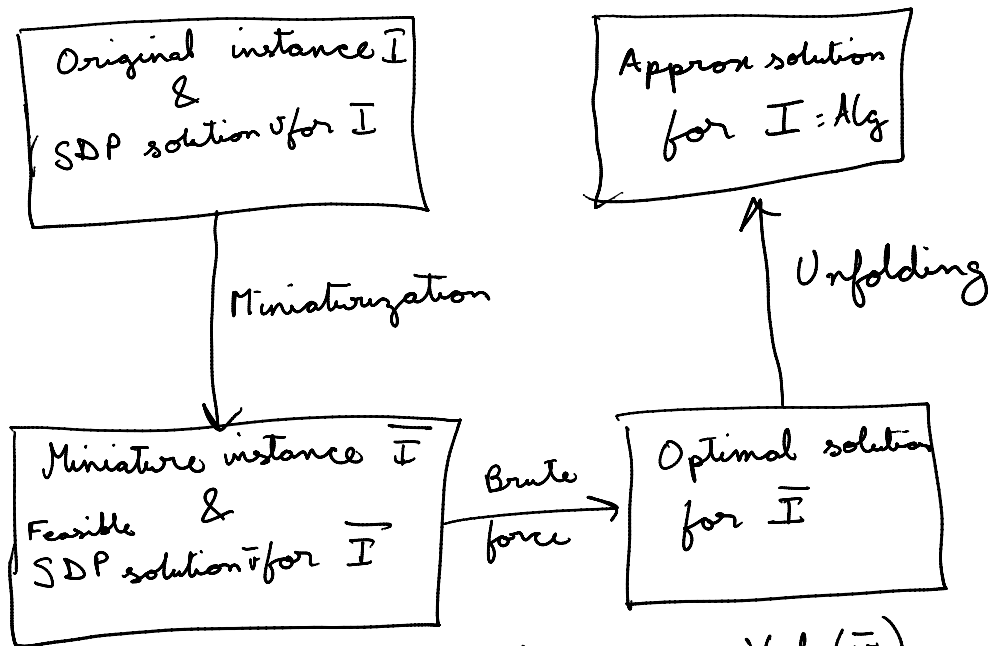 Original instance I
&
SDP solution v for I
Approx solution
for I : Alg
Miniaturization
Unfolding
Miniature instance I̅
&
Feasible
SDP solution v̅ for I̅
Brute
force
Optimal solution
for I̅